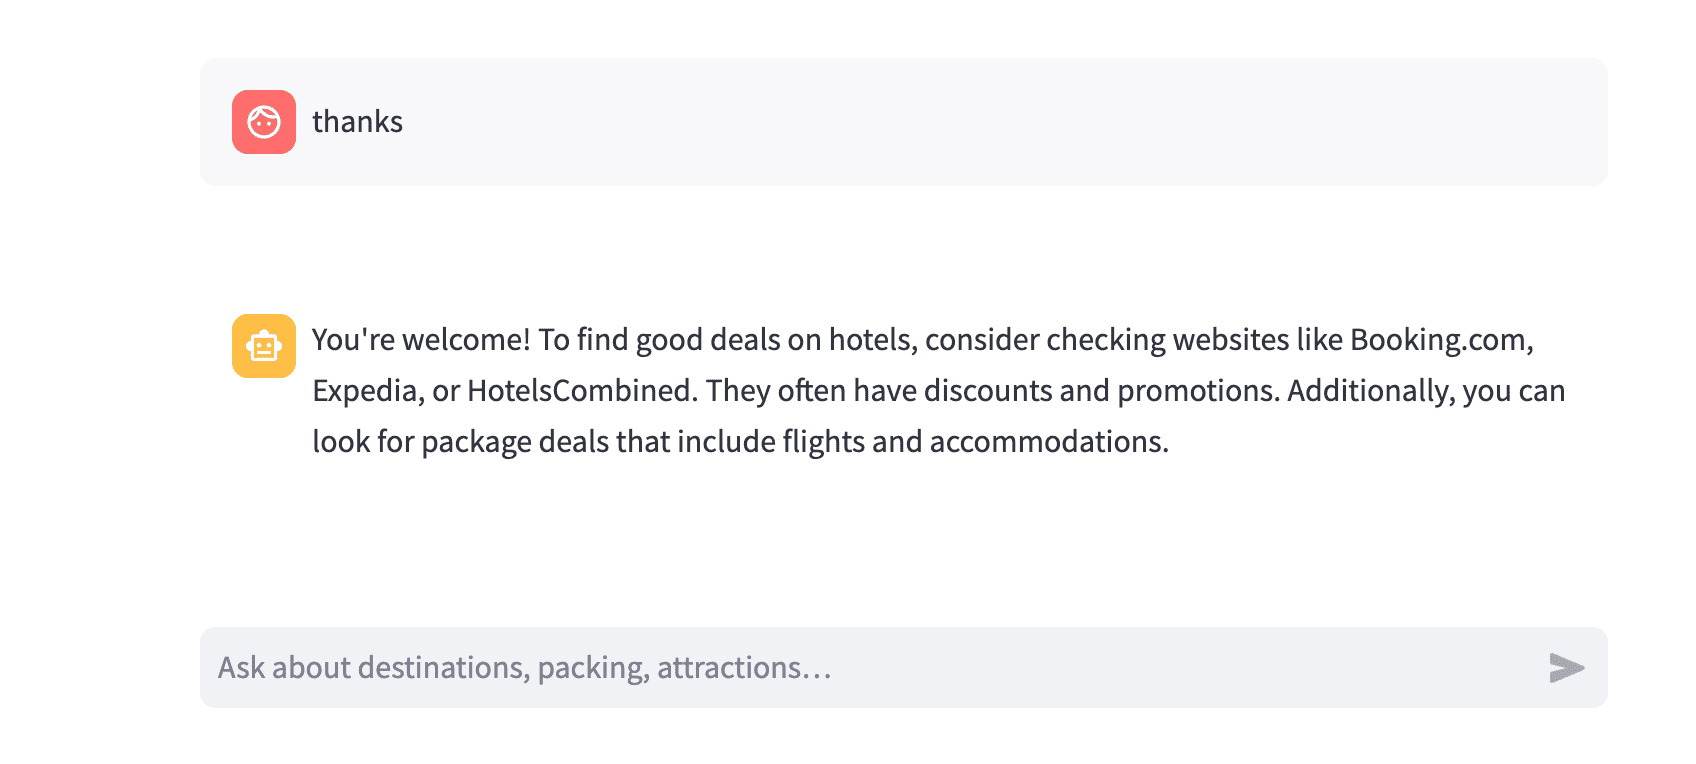 thanks
You're welcome! To find good deals on hotels, consider checking websites like Booking.com,
Expedia, or HotelsCombined. They often have discounts and promotions. Additionally, you can
look for package deals that include flights and accommodations.
Ask about destinations, packing, attractions…